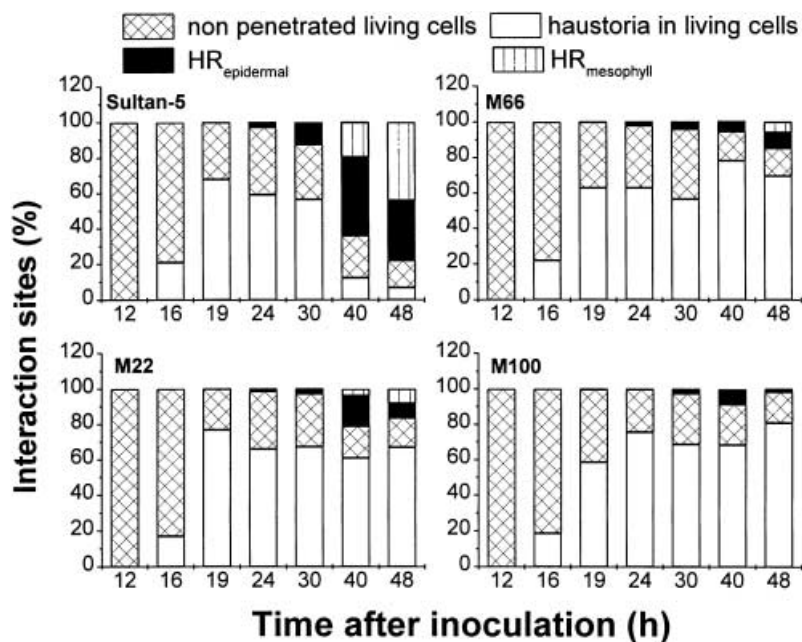 non penetrated living cells haustoria in living cells
HRepidermal HRmesophyll
Interaction sites (%)
Sultan-5
120
100
80
60
40
20
0
12 16 19 24 30 40 48
M66
120
100
80
60
40
20
0
12 16 19 24 30 40 48
M22
120
100
80
60
40
20
0
12 16 19 24 30 40 48
M100
120
100
80
60
40
20
0
12 16 19 24 30 40 48
Time after inoculation (h)